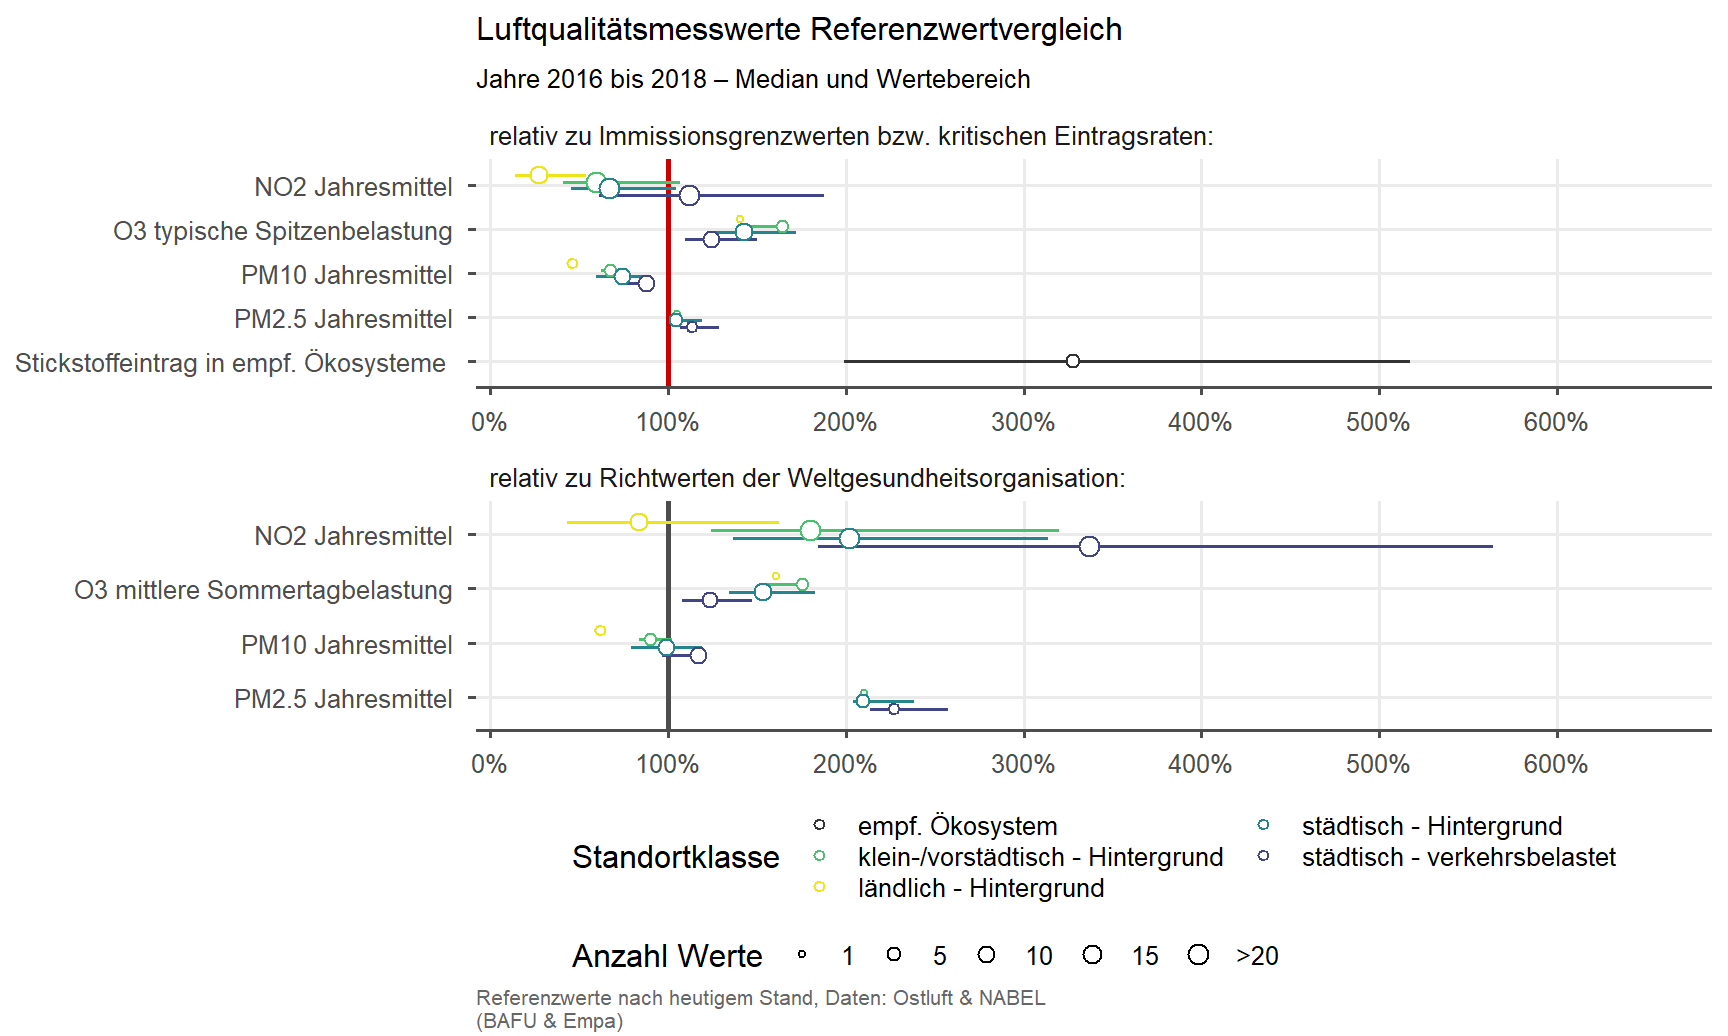 Luftqualitätsmesswerte Referenzwertvergleich
Jahre 2016 bis 2018 – Median und Wertebereich
relativ zu Immissionsgrenzwerten bzw. kritischen Eintragsraten:
NO2 Jahresmittel
O3 typische Spitzenbelastung
PM10 Jahresmittel
PM2.5 Jahresmittel
Stickstoffeintrag in empf. Ökosysteme
0% 100% 200% 300% 400% 500% 600%
relativ zu Richtwerten der Weltgesundheitsorganisation:
NO2 Jahresmittel
O3 mittlere Sommertagbelastung
PM10 Jahresmittel
PM2.5 Jahresmittel
0% 100% 200% 300% 400% 500% 600%
Standortklasse
empf. Ökosystem
klein-/vorstädtisch - Hintergrund
ländlich - Hintergrund
städtisch - Hintergrund
städtisch - verkehrsbelastet
Anzahl Werte 1 5 10 15 >20
Referenzwerte nach heutigem Stand, Daten: Ostluft & NABEL
(BAFU & Empa)